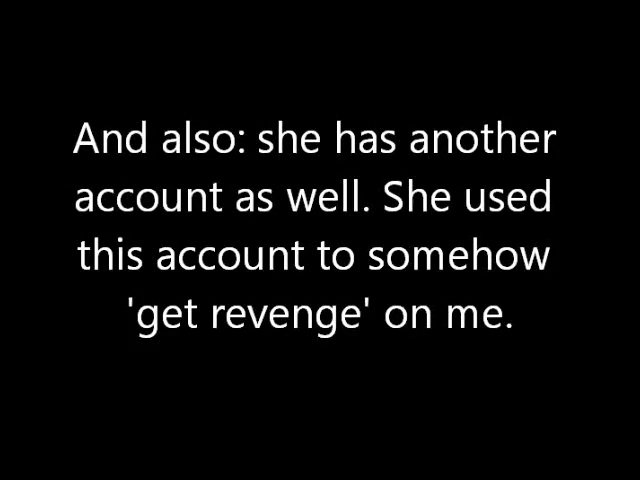 And also: she has another
account as well. She used
this account to somehow
'get revenge' on me.